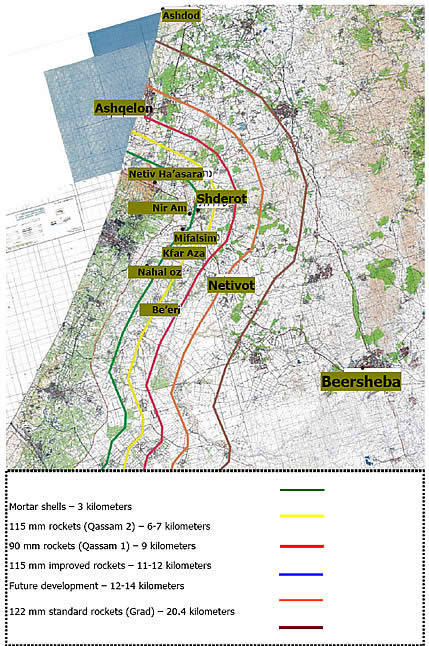 Ashdod
Ashqelon
Netiv Ha'asara
Shderot
Nir Am
Mifalsim
Kfar Aza
Nahal oz
Netivot
Be'eri
Beersheba
Mortar shells – 3 kilometers
115 mm rockets (Qassam 2) – 6-7 kilometers
90 mm rockets (Qassam 1) – 9 kilometers
115 mm improved rockets – 11-12 kilometers
Future development – 12-14 kilometers
122 mm standard rockets (Grad) – 20.4 kilometers